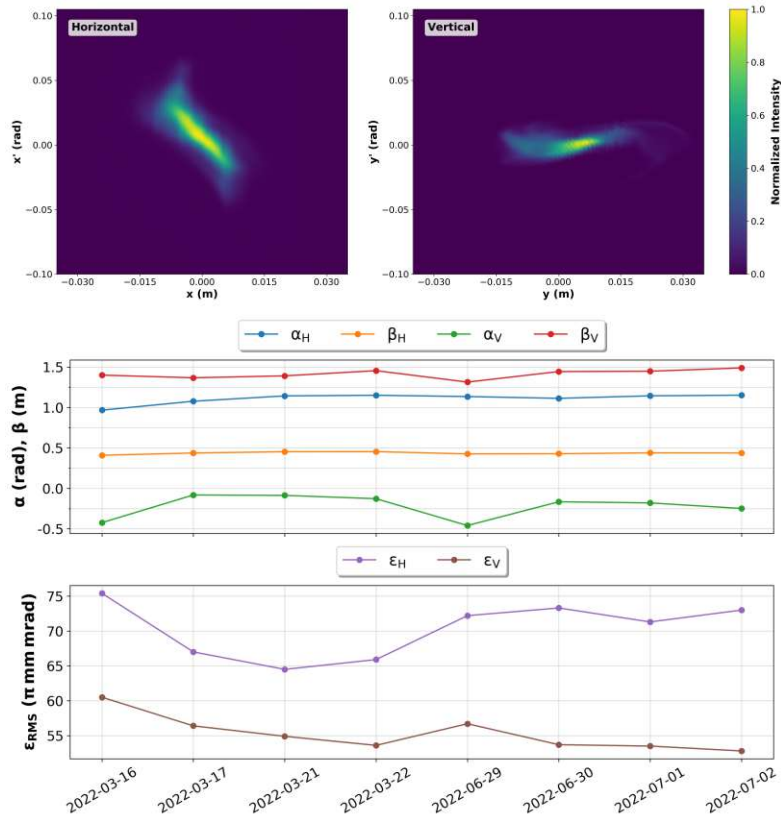 Horizontal
Vertical
0.10
0.05
0.00
−0.05
−0.10
x' (rad)
−0.030 −0.015 0.000 0.015 0.030
x (m)
0.10
0.05
0.00
−0.05
−0.10
y' (rad)
−0.030 −0.015 0.000 0.015 0.030
y (m)
1.0
0.8
0.6
0.4
0.2
0.0
Normalized Intensity
αH βH αV βV
1.5
1.0
0.5
0.0
-0.5
α (rad), β (m)
εH εV
75
70
65
60
55
εRMS (π mm mrad)
2022-03-16 2022-03-17 2022-03-21 2022-03-22 2022-06-29 2022-06-30 2022-07-01 2022-07-02